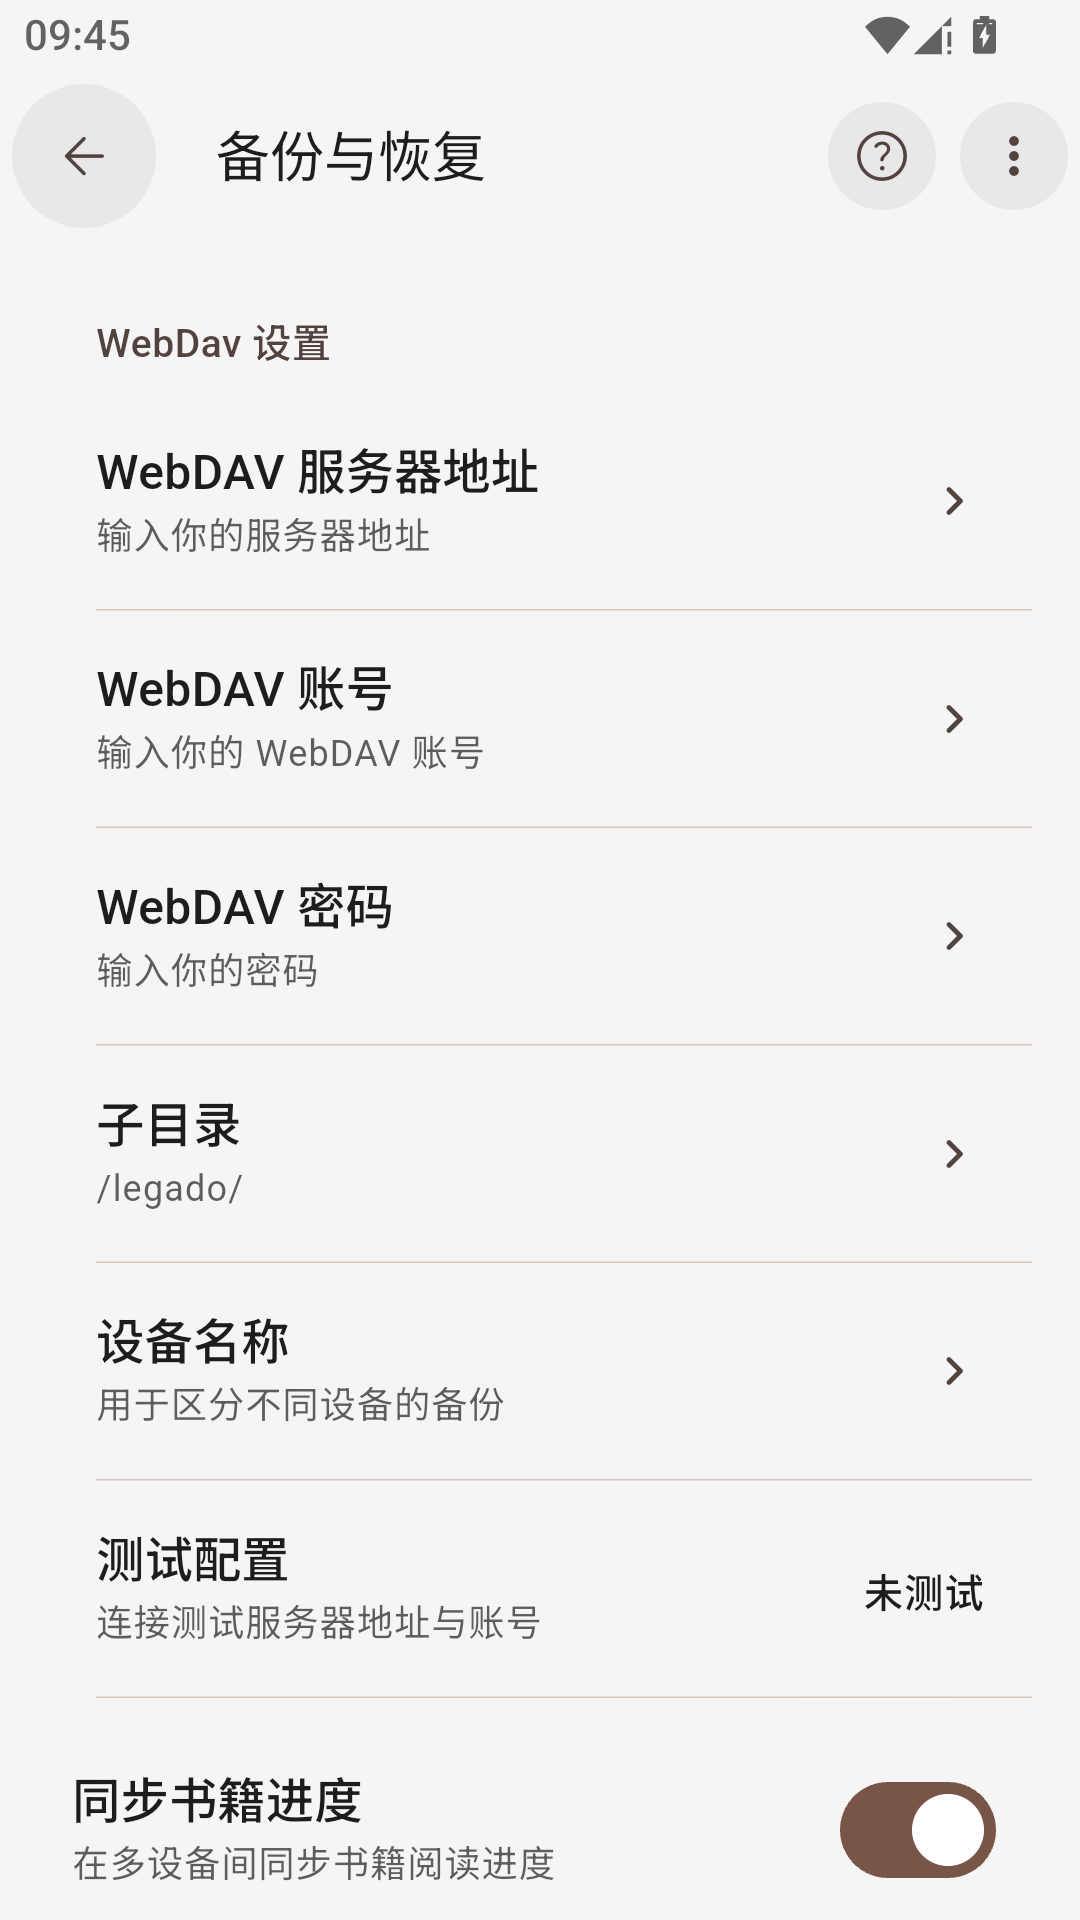 09:45
备份与恢复
WebDav 设置
WebDAV 服务器地址
输入你的服务器地址
WebDAV 账号
输入你的 WebDAV 账号
WebDAV 密码
输入你的密码
子目录
/legado/
设备名称
用于区分不同设备的备份
测试配置
连接测试服务器地址与账号
未测试
同步书籍进度
在多设备间同步书籍阅读进度